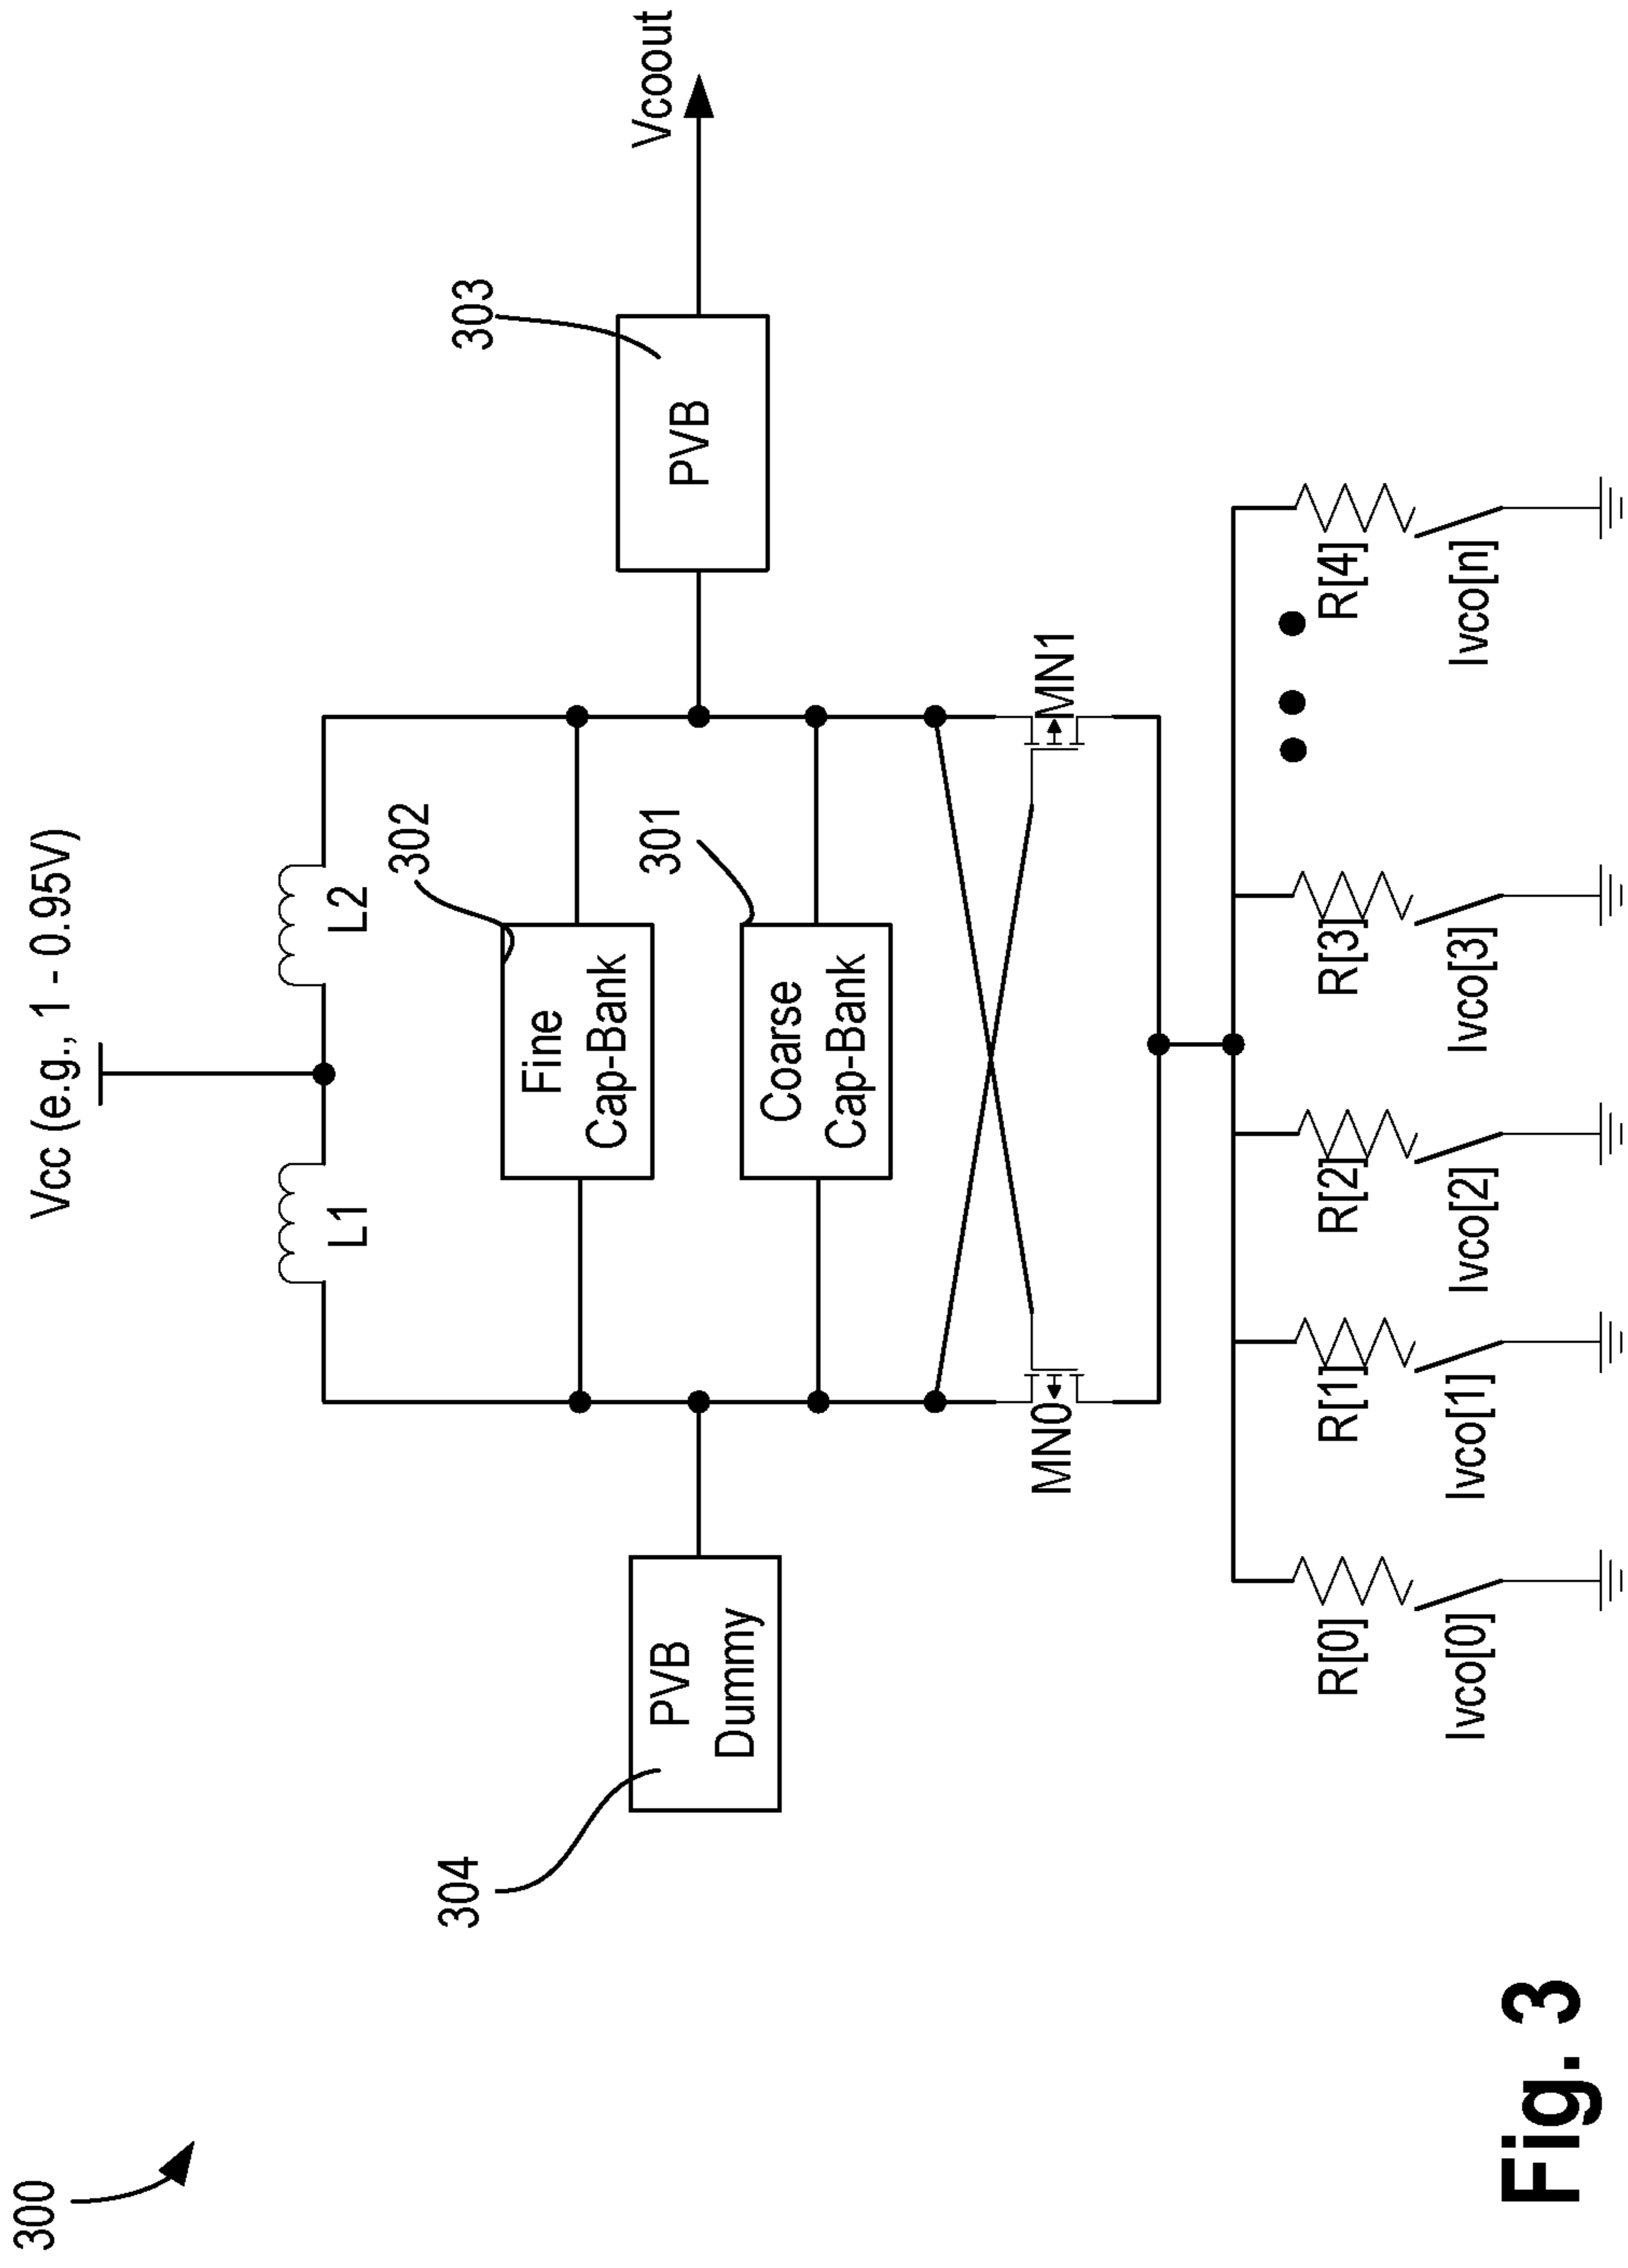 300
Vcc (e.g., 1 - 0.95V)
L1
L2
302
Fine
Cap-Bank
301
Coarse
Cap-Bank
304
PVB
Dummy
303
PVB
Vcoout
MN0
MN1
R[0]
R[1]
R[2]
R[3]
R[4]
Ivco[0]
Ivco[1]
Ivco[2]
Ivco[3]
Ivco[n]
Fig. 3